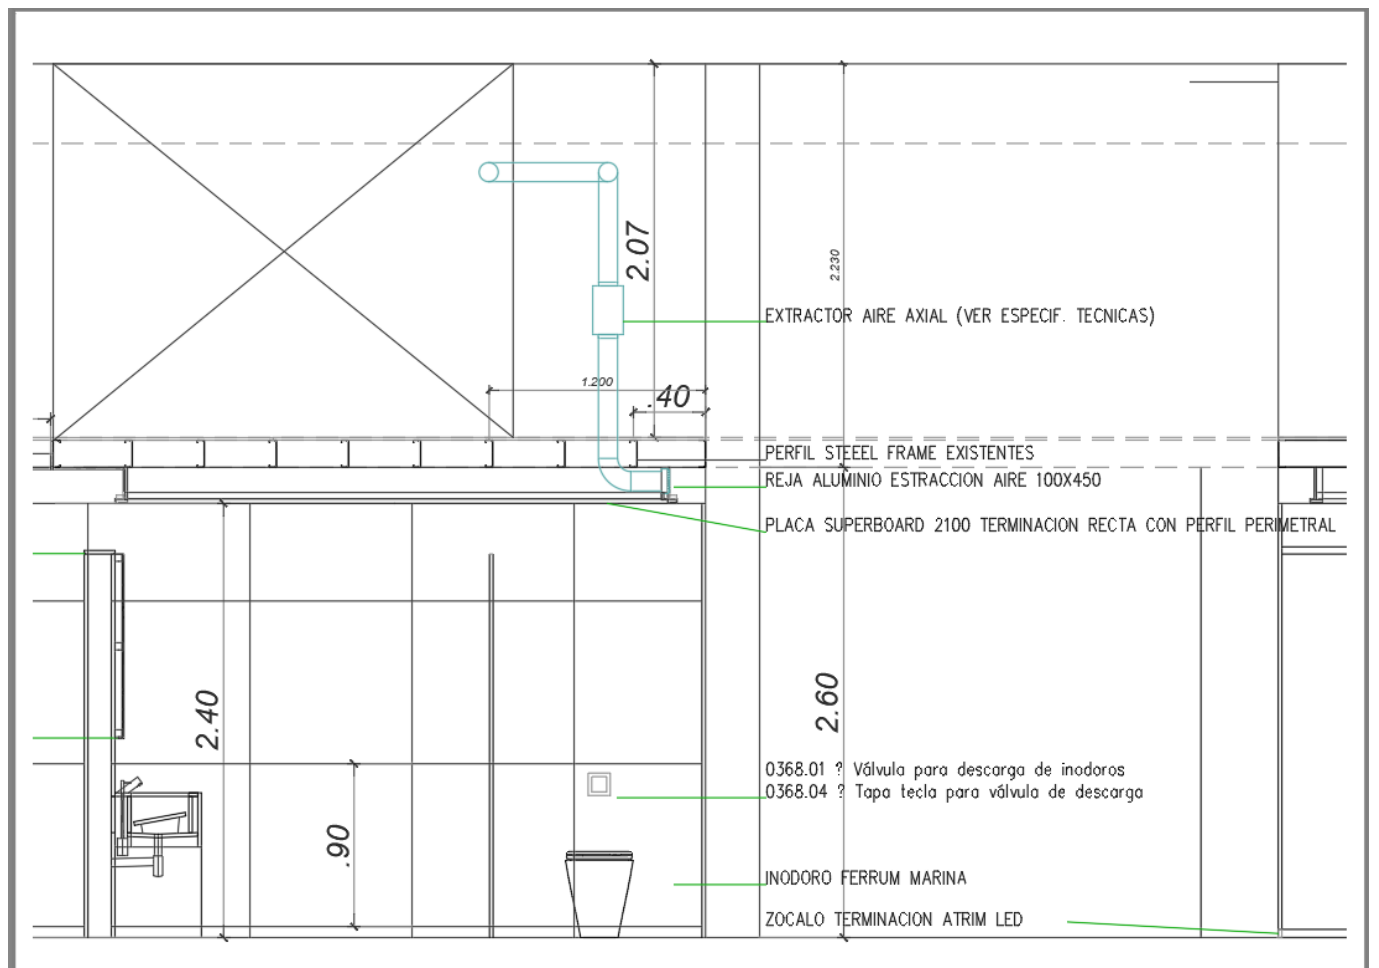 2.07
2.230
EXTRACTOR AIRE AXIAL (VER ESPECIF. TECNICAS)
1.200
.40
PERFIL STEEEL FRAME EXISTENTES
REJA ALUMINIO ESTRACCION AIRE 100X450
PLACA SUPERBOARD 2100 TERMINACION RECTA CON PERFIL PERIMETRAL
2.40
2.60
0368.01 ? Válvula para descarga de inodoros
0368.04 ? Tapa tecla para válvula de descarga
.90
INODORO FERRUM MARINA
ZOCALO TERMINACION ATRIM LED